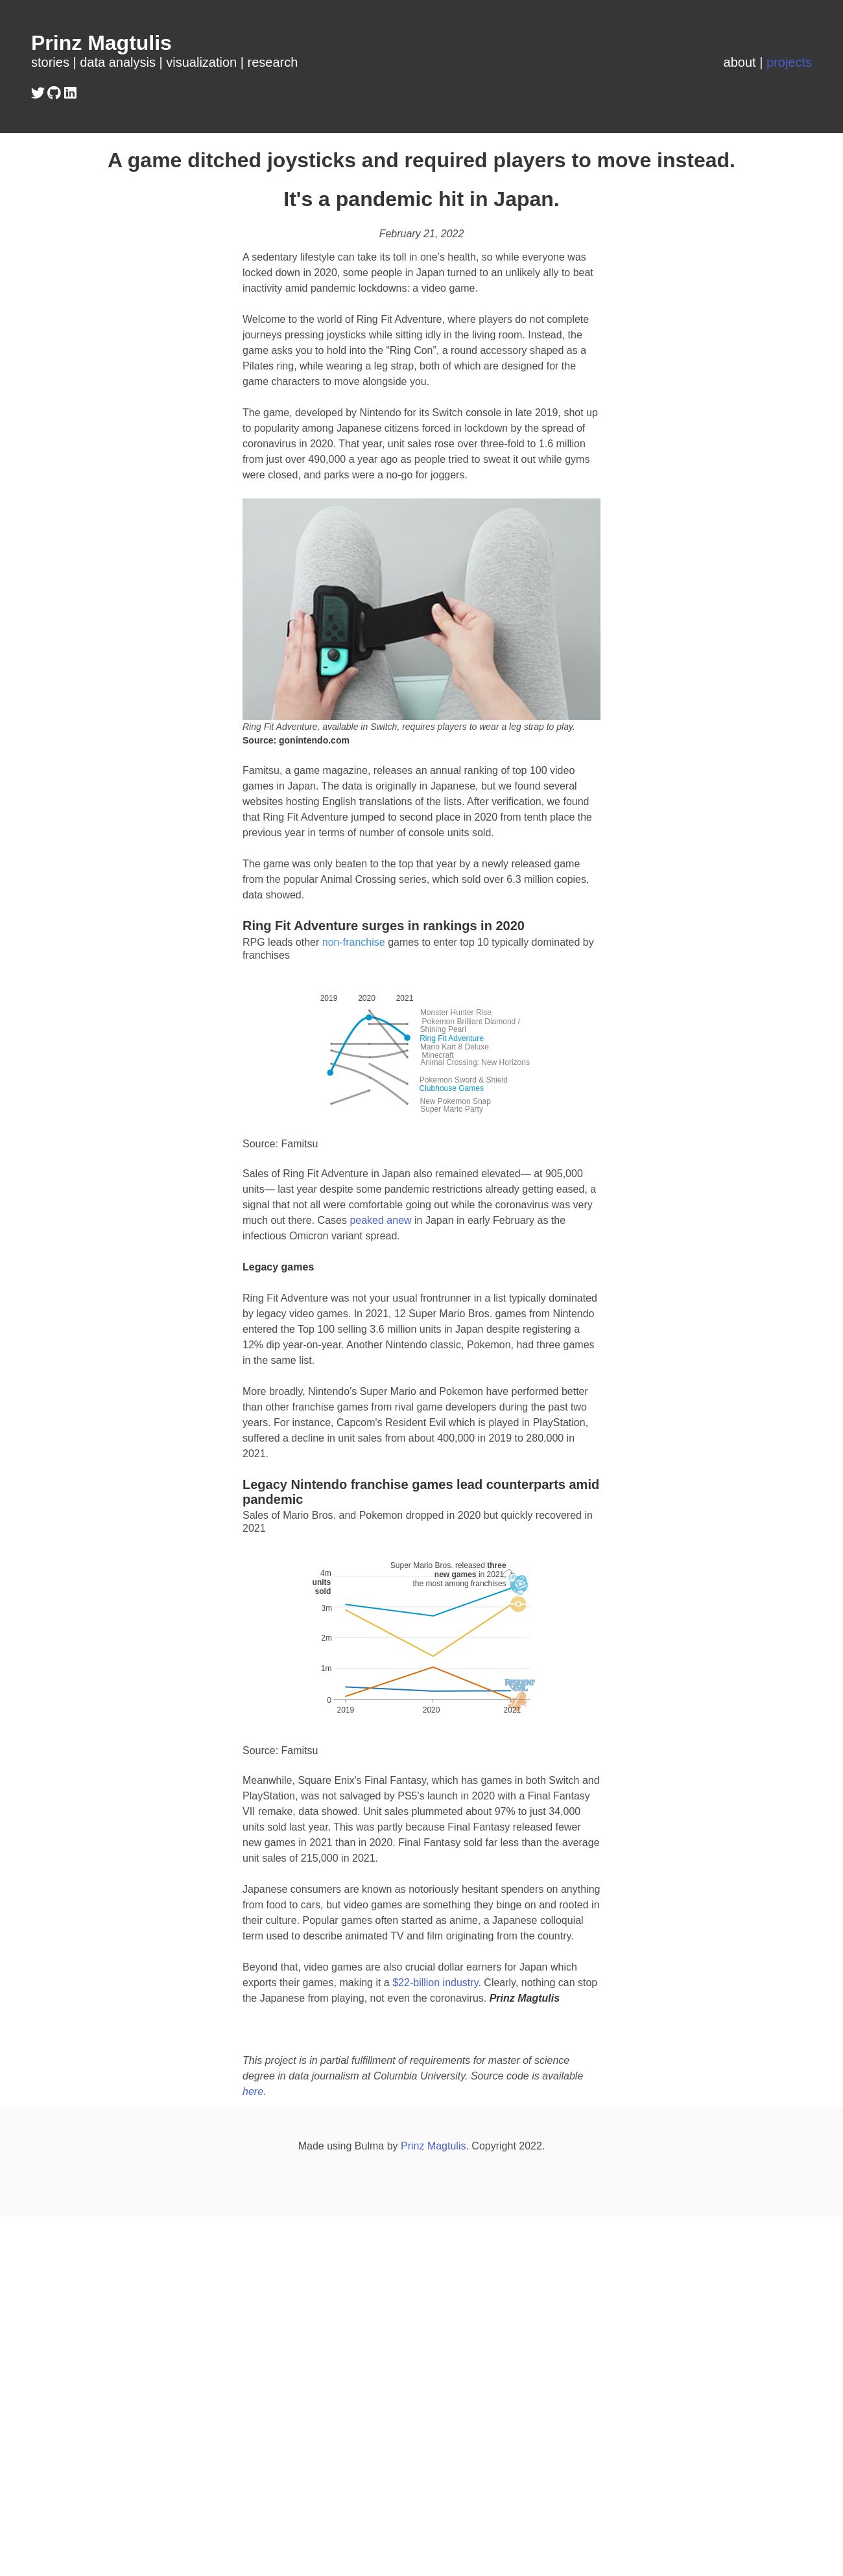 Prinz Magtulis
stories | data analysis | visualization | research
about | projects
A game ditched joysticks and required players to move instead.
It's a pandemic hit in Japan.
February 21, 2022
A sedentary lifestyle can take its toll in one’s health, so while everyone was
locked down in 2020, some people in Japan turned to an unlikely ally to beat
inactivity amid pandemic lockdowns: a video game.
Welcome to the world of Ring Fit Adventure, where players do not complete
journeys pressing joysticks while sitting idly in the living room. Instead, the
game asks you to hold into the “Ring Con”, a round accessory shaped as a
Pilates ring, while wearing a leg strap, both of which are designed for the
game characters to move alongside you.
The game, developed by Nintendo for its Switch console in late 2019, shot up
to popularity among Japanese citizens forced in lockdown by the spread of
coronavirus in 2020. That year, unit sales rose over three-fold to 1.6 million
from just over 490,000 a year ago as people tried to sweat it out while gyms
were closed, and parks were a no-go for joggers.
Ring Fit Adventure, available in Switch, requires players to wear a leg strap to play.
Source: gonintendo.com
Famitsu, a game magazine, releases an annual ranking of top 100 video
games in Japan. The data is originally in Japanese, but we found several
websites hosting English translations of the lists. After verification, we found
that Ring Fit Adventure jumped to second place in 2020 from tenth place the
previous year in terms of number of console units sold.
The game was only beaten to the top that year by a newly released game
from the popular Animal Crossing series, which sold over 6.3 million copies,
data showed.
Ring Fit Adventure surges in rankings in 2020
RPG leads other non-franchise games to enter top 10 typically dominated by
franchises
2019 2020 2021
Monster Hunter Rise
Pokemon Brilliant Diamond /
Shining Pearl
Ring Fit Adventure
Mario Kart 8 Deluxe
Minecraft
Animal Crossing: New Horizons
Pokemon Sword & Shield
Clubhouse Games
New Pokemon Snap
Super Mario Party
Source: Famitsu
Sales of Ring Fit Adventure in Japan also remained elevated— at 905,000
units— last year despite some pandemic restrictions already getting eased, a
signal that not all were comfortable going out while the coronavirus was very
much out there. Cases peaked anew in Japan in early February as the
infectious Omicron variant spread.
Legacy games
Ring Fit Adventure was not your usual frontrunner in a list typically dominated
by legacy video games. In 2021, 12 Super Mario Bros. games from Nintendo
entered the Top 100 selling 3.6 million units in Japan despite registering a
12% dip year-on-year. Another Nintendo classic, Pokemon, had three games
in the same list.
More broadly, Nintendo's Super Mario and Pokemon have performed better
than other franchise games from rival game developers during the past two
years. For instance, Capcom's Resident Evil which is played in PlayStation,
suffered a decline in unit sales from about 400,000 in 2019 to 280,000 in
2021.
Legacy Nintendo franchise games lead counterparts amid
pandemic
Sales of Mario Bros. and Pokemon dropped in 2020 but quickly recovered in
2021
Super Mario Bros. released three
new games in 2021,
the most among franchises
4m
units
sold
3m
2m
1m
0
2019 2020 2021
Source: Famitsu
Meanwhile, Square Enix's Final Fantasy, which has games in both Switch and
PlayStation, was not salvaged by PS5's launch in 2020 with a Final Fantasy
VII remake, data showed. Unit sales plummeted about 97% to just 34,000
units sold last year. This was partly because Final Fantasy released fewer
new games in 2021 than in 2020. Final Fantasy sold far less than the average
unit sales of 215,000 in 2021.
Japanese consumers are known as notoriously hesitant spenders on anything
from food to cars, but video games are something they binge on and rooted in
their culture. Popular games often started as anime, a Japanese colloquial
term used to describe animated TV and film originating from the country.
Beyond that, video games are also crucial dollar earners for Japan which
exports their games, making it a $22-billion industry. Clearly, nothing can stop
the Japanese from playing, not even the coronavirus. Prinz Magtulis
This project is in partial fulfillment of requirements for master of science
degree in data journalism at Columbia University. Source code is available
here.
Made using Bulma by Prinz Magtulis. Copyright 2022.